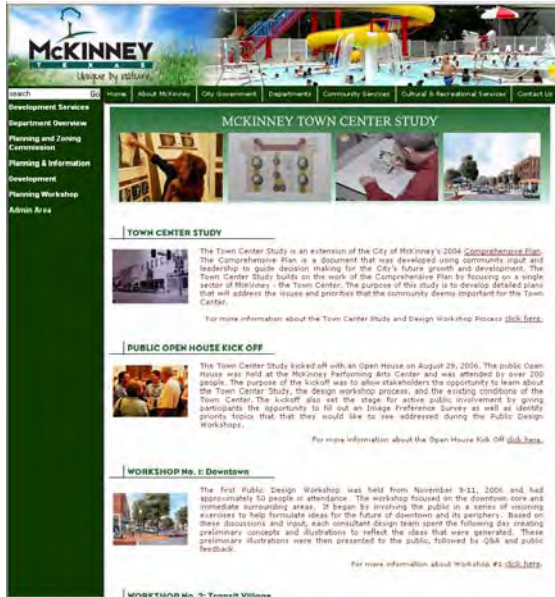 McKINNEY
TEXAS
Unique by nature
search Go Home About McKinney City Government Departments Community Services Cultural & Recreational Services Contact Us
Development Services
Department Overview
Planning and Zoning
Commission
Planning & Information
Development
Planning Workshop
Admin Area
MCKINNEY TOWN CENTER STUDY
TOWN CENTER STUDY
The Town Center Study is an extension of the City of McKinney's 2004 Comprehensive Plan.
The Comprehensive Plan is a document that was developed using community input and
leadership to guide decision making for the City's future growth and development. The
Town Center Study builds on the work of the Comprehensive Plan by focusing on a single
sector of McKinney - the Town Center. The purpose of this study is to develop detailed plans
that will address the issues and priorities that the community deems important for the Town
Center.
For more information about the Town Center Study and Design Workshop Process click here.
PUBLIC OPEN HOUSE KICK OFF
The Town Center Study kicked off with an Open House on August 29, 2006. The public Open
House was held at the McKinney Performing Arts Center and was attended by over 200
people. The purpose of the kickoff was to allow stakeholders the opportunity to learn about
the Town Center Study, the design workshop process, and the existing conditions of the
Town Center. The kickoff also set the stage for active public involvement by giving
participants the opportunity to fill out an Image Preference Survey as well as identify
priority topics that they would like to see addressed during the Public Design
Workshops.
For more information about the Open House Kick Off click here.
WORKSHOP No. 1: Downtown
The first Public Design Workshop was held from November 9-11, 2006 and had
approximately 50 people in attendance. The workshop focused on the downtown core and
immediate surrounding areas. It began by involving the public in a series of visioning
exercises to help formulate ideas for the future of downtown and its periphery. Based on
these discussions and input, each consultant design team spent the following day creating
preliminary concepts and illustrations to reflect the ideas that were generated. These
preliminary illustrations were then presented to the public, followed by Q&A and public
feedback.
For more information about Workshop #1 click here.
WORKSHOP No. 2: Transit Village